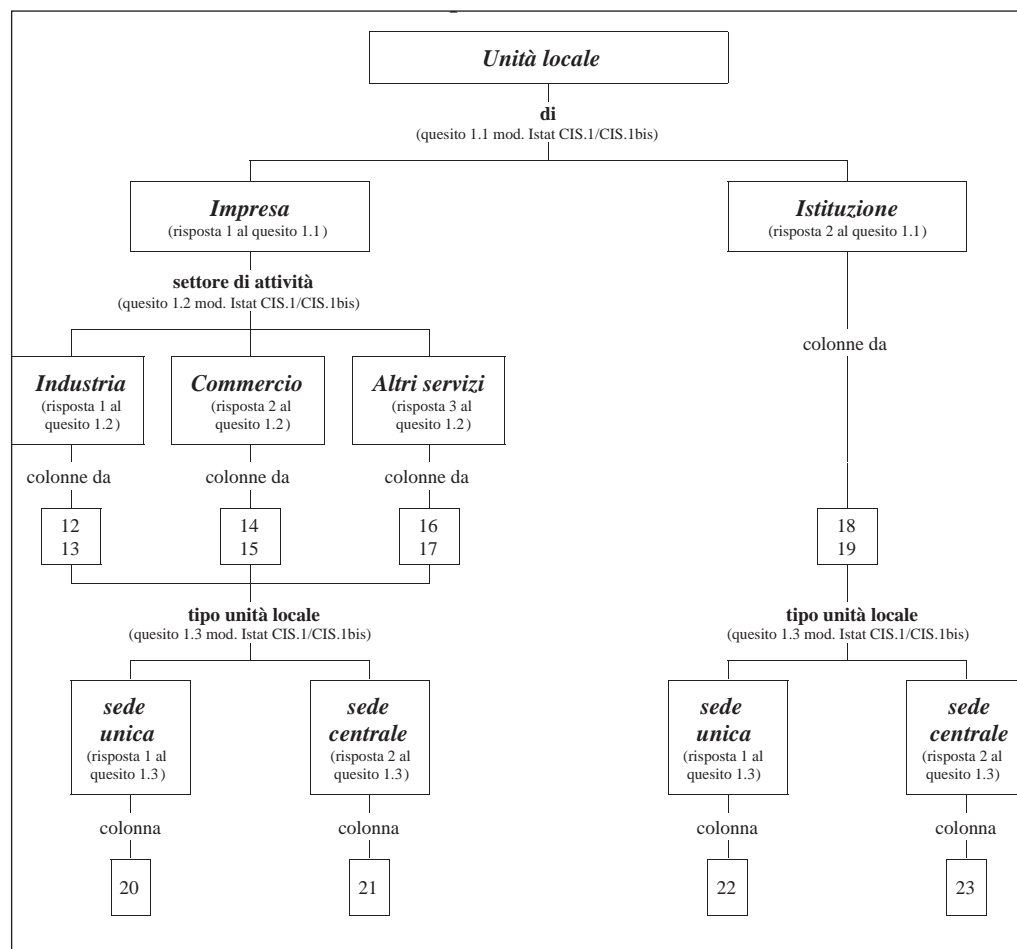 Unità locale
di
(quesito 1.1 mod. Istat CIS.1/CIS.1bis)
Impresa
(risposta 1 al quesito 1.1)
Istituzione
(risposta 2 al quesito 1.1)
settore di attività
(quesito 1.2 mod. Istat CIS.1/CIS.1bis)
colonne da
Industria
(risposta 1 al
quesito 1.2)
Commercio
(risposta 2 al
quesito 1.2)
Altri servizi
(risposta 3 al
quesito 1.2)
colonne da
colonne da
colonne da
12
13
14
15
16
17
18
19
tipo unità locale
(quesito 1.3 mod. Istat CIS.1/CIS.1bis)
tipo unità locale
(quesito 1.3 mod. Istat CIS.1/CIS.1bis)
sede
unica
(risposta 1 al
quesito 1.3)
sede
centrale
(risposta 2 al
quesito 1.3)
sede
unica
(risposta 1 al
quesito 1.3)
sede
centrale
(risposta 2 al
quesito 1.3)
colonna
colonna
colonna
colonna
20
21
22
23